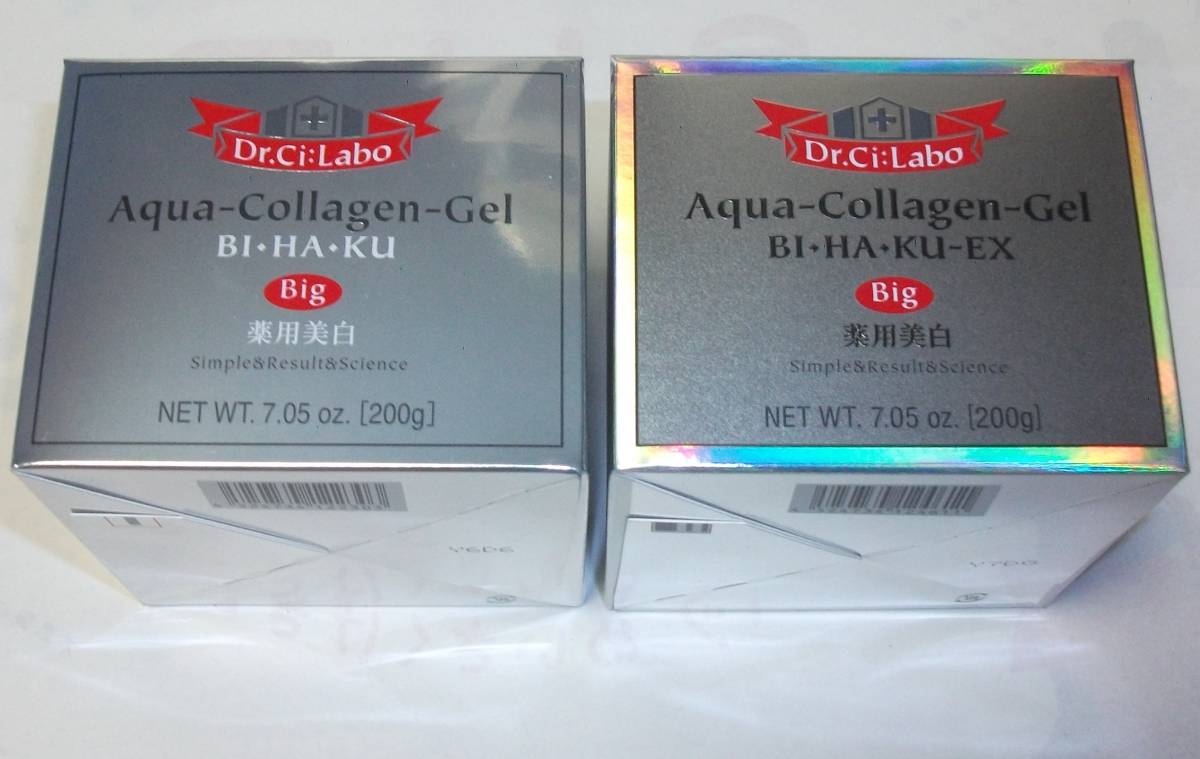 Dr.Ci:Labo
Aqua-Collagen-Gel
BI•HA•KU
Big
薬用美白
Simple&Result&Science
NET WT. 7.05 oz. [200g]
Dr.Ci:Labo
Aqua-Collagen-Gel
BI•HA•KU-EX
Big
薬用美白
Simple&Result&Science
NET WT. 7.05 oz. [200g]